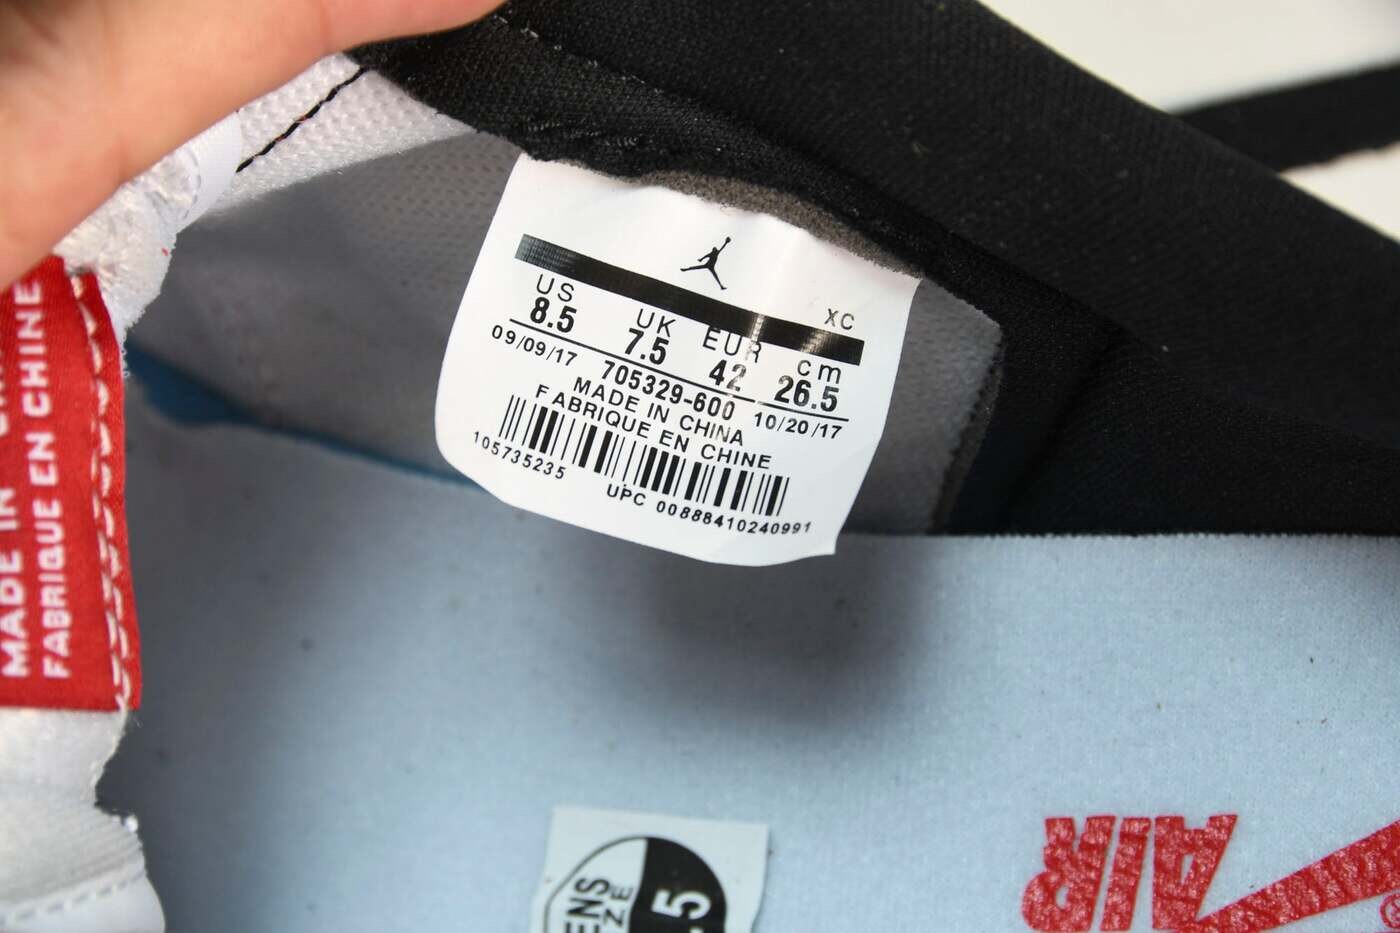 XC
US UK EUR cm
8.5 7.5 42 26.5
09/09/17 705329-600 10/20/17
MADE IN CHINA
FABRIQUE EN CHINE
105735235
UPC 00888410240991
MADE IN
FABRIQUE EN CHINE
AIR